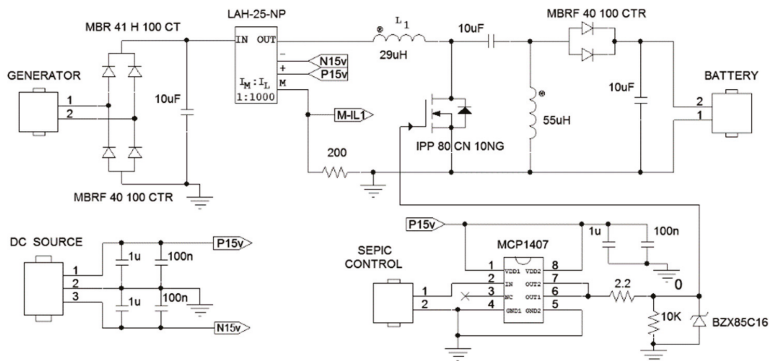 LAH-25-NP
MBR 41 H 100 CT
L1
MBRF 40 100 CTR
IN OUT
29uH
10uF
-
N15v
+
P15v
GENERATOR
BATTERY
IM:IL
M
1:1000
10uF
M-IL1
10uF
1
2
2
1
55uH
IPP 80 CN 10NG
200
MBRF 40 100 CTR
P15v
DC SOURCE
P15v
SEPIC
CONTROL
MCP1407
1u
100n
1u
100n
1
2
3
1u
100n
N15v
1
2
1 VDD1 VDD2 8
2 IN OUT2 7
3 NC OUT1 6
4 GND1 GND2 5
2.2
0
10K
BZX85C16